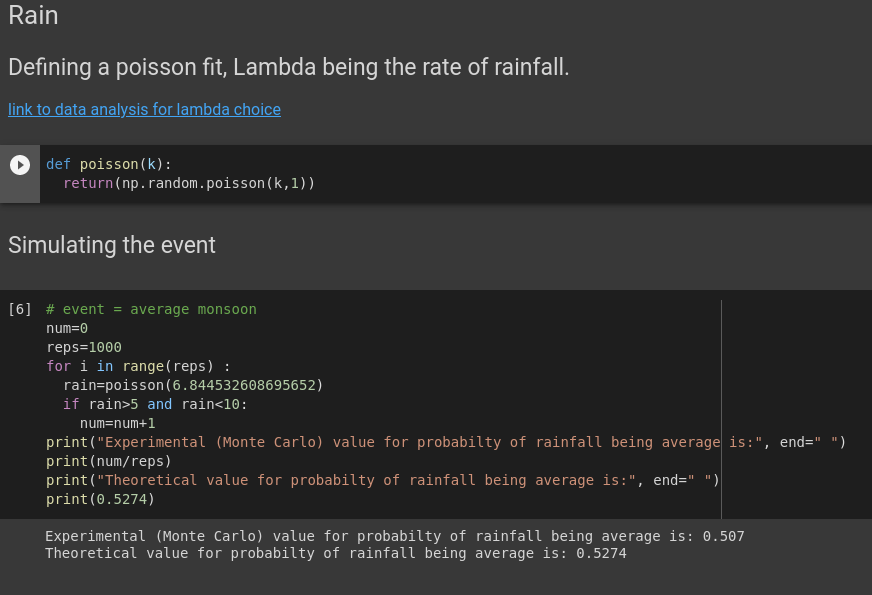 Rain
Defining a poisson fit, Lambda being the rate of rainfall.
link to data analysis for lambda choice
def poisson(k):
  return(np.random.poisson(k,1))
Simulating the event
[6] # event = average monsoon
num=0
reps=1000
for i in range(reps) :
  rain=poisson(6.844532608695652)
  if rain>5 and rain<10:
    num=num+1
print("Experimental (Monte Carlo) value for probabilty of rainfall being average is:", end=" ")
print(num/reps)
print("Theoretical value for probabilty of rainfall being average is:", end=" ")
print(0.5274)
Experimental (Monte Carlo) value for probabilty of rainfall being average is: 0.507
Theoretical value for probabilty of rainfall being average is: 0.5274